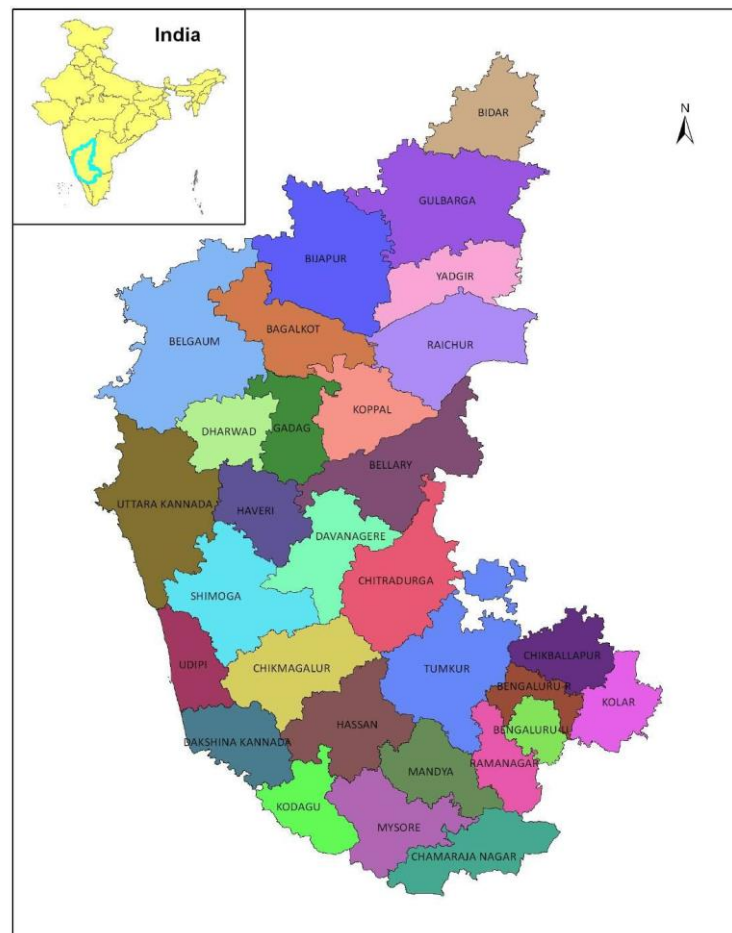 India
N
BIDAR
GULBARGA
BIJAPUR
YADGIR
BAGALKOT
BELGAUM
RAICHUR
KOPPAL
DHARWAD
GADAG
BELLARY
UTTARA KANNADA
HAVERI
DAVANAGERE
CHITRADURGA
SHIMOGA
UDIPI
CHIKMAGALUR
TUMKUR
CHIKBALLAPUR
BENGALURU-R
KOLAR
HASSAN
BENGALURU-U
DAKSHINA KANNADA
RAMANAGAR
MANDYA
KODAGU
MYSORE
CHAMARAJA NAGAR